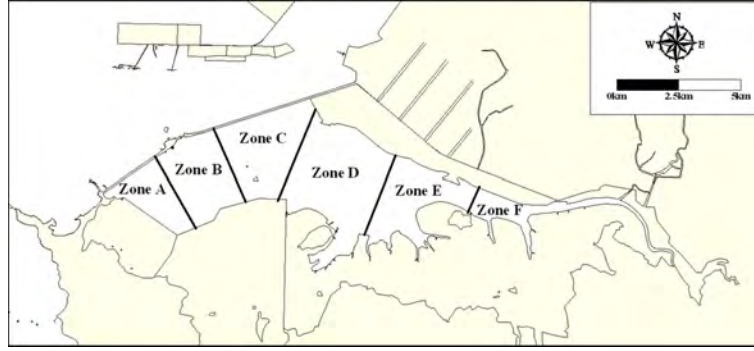 N
W E
S
0km 2.5km 5km
Zone C
Zone B
Zone A
Zone D
Zone E
Zone F